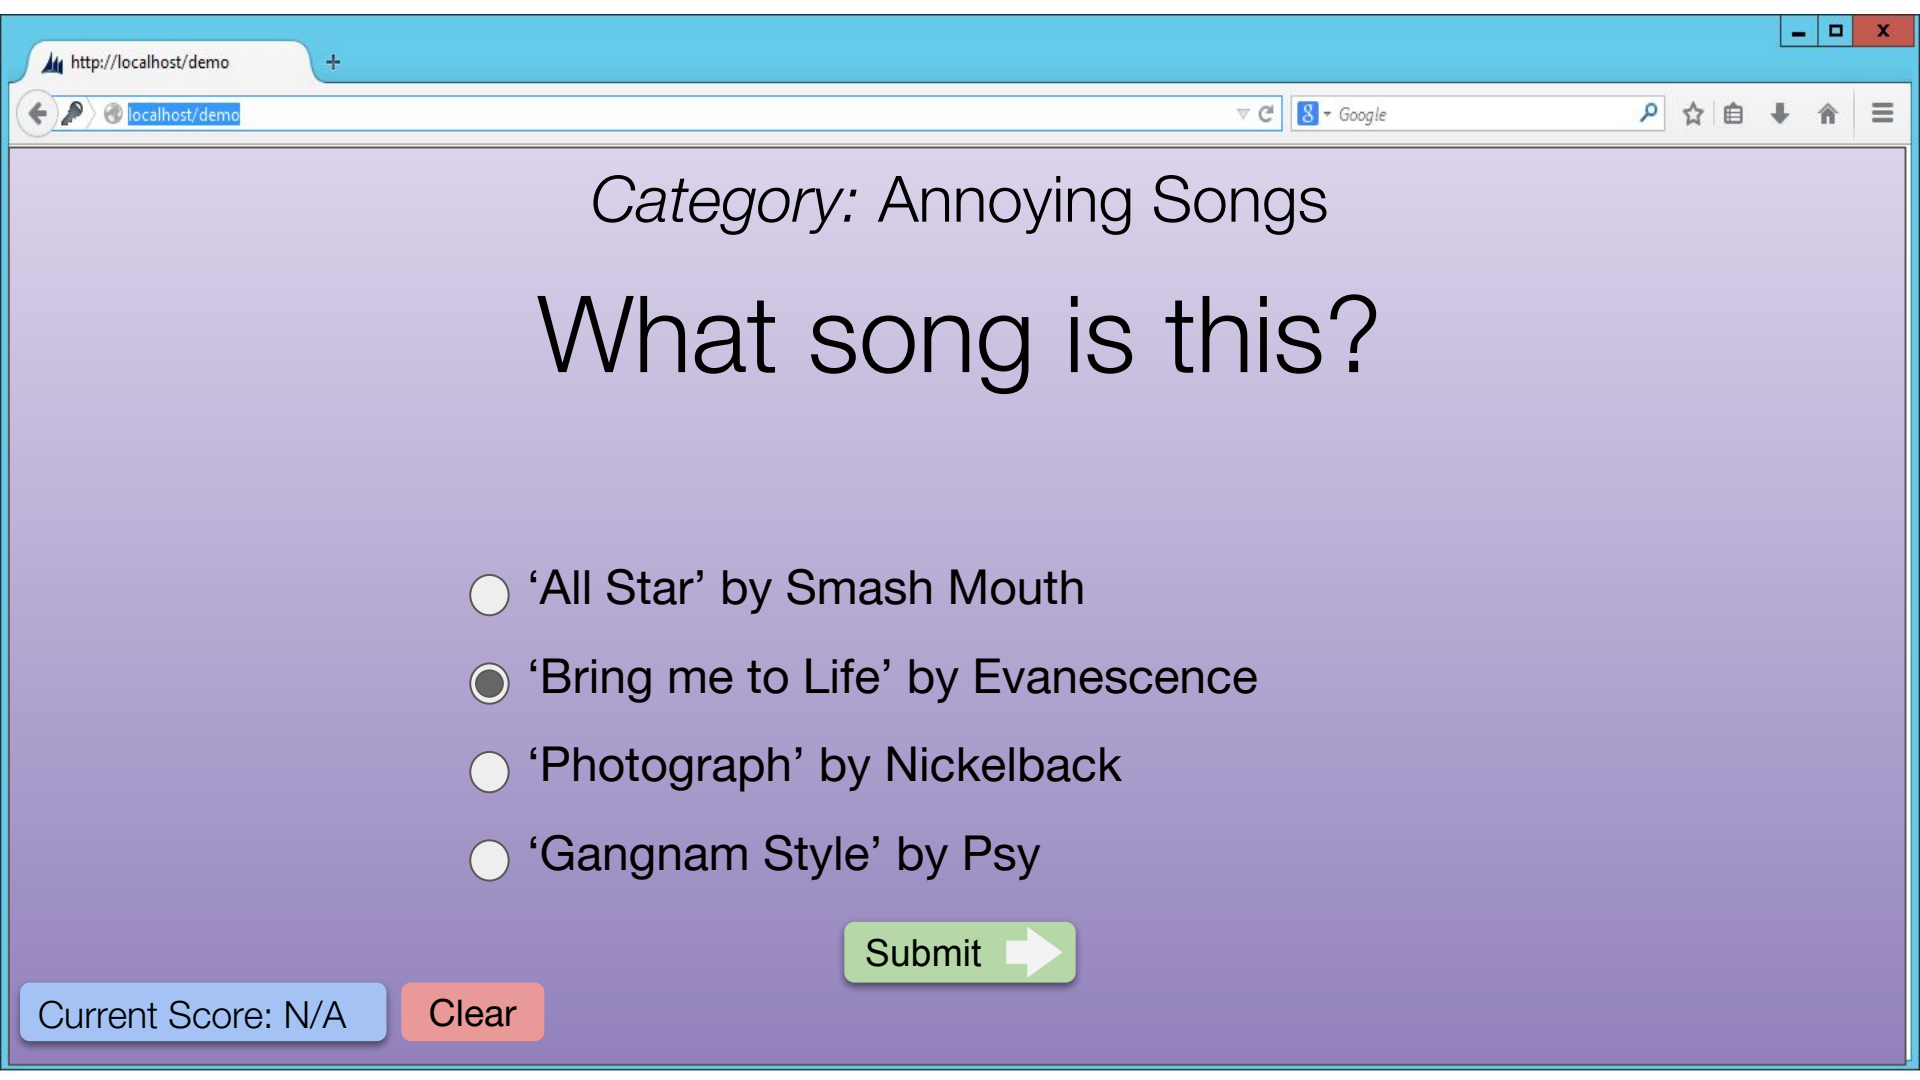 http://localhost/demo
localhost/demo
Google
Category: Annoying Songs
What song is this?
‘All Star’ by Smash Mouth
‘Bring me to Life’ by Evanescence
‘Photograph’ by Nickelback
‘Gangnam Style’ by Psy
Submit
Current Score: N/A
Clear